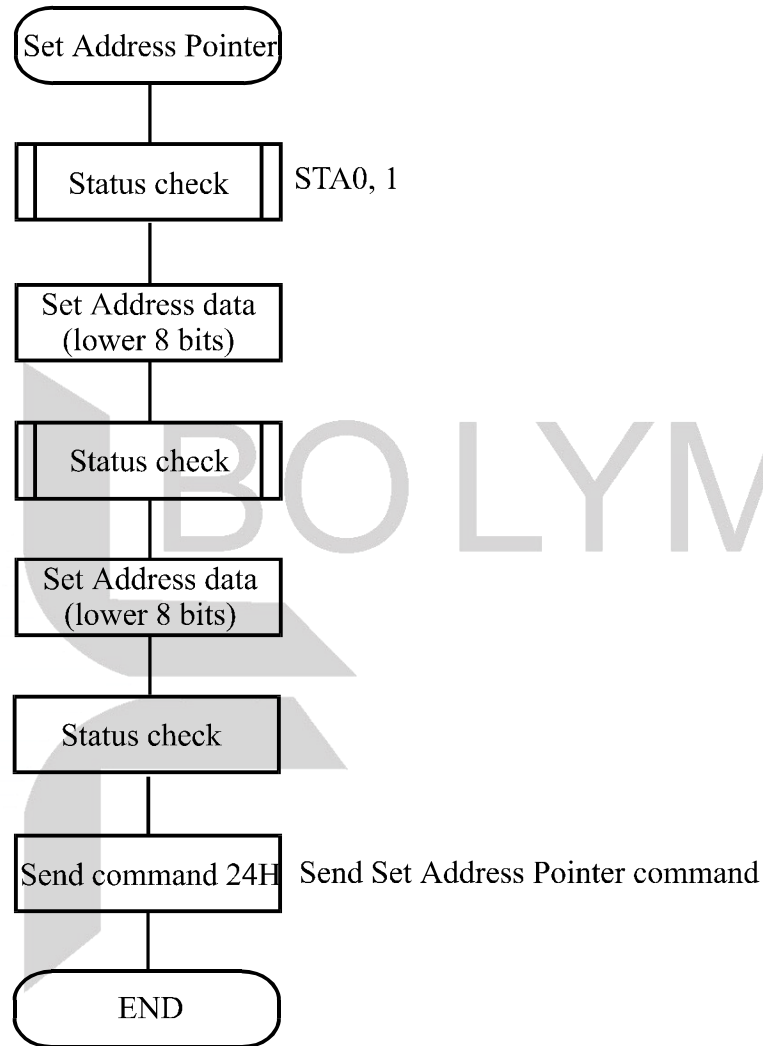 Set Address Pointer
Status check
STA0, 1
Set Address data
(lower 8 bits)
Status check
BOLYM
Set Address data
(lower 8 bits)
Status check
Send command 24H
Send Set Address Pointer command
END